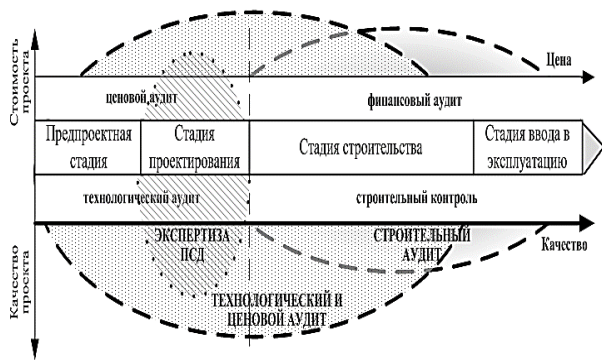 Стоимость
проекта
Цена
ценовой аудит
финансовый аудит
Предпроектная
стадия
Стадия
проектирования
Стадия строительства
Стадия ввода в
эксплуатацию
технологический аудит
строительный контроль
ЭКСПЕРТИЗА
ПСД
СТРОИТЕЛЬНЫЙ
АУДИТ
Качество
ТЕХНОЛОГИЧЕСКИЙ И
ЦЕНОВОЙ АУДИТ
Качество
проекта